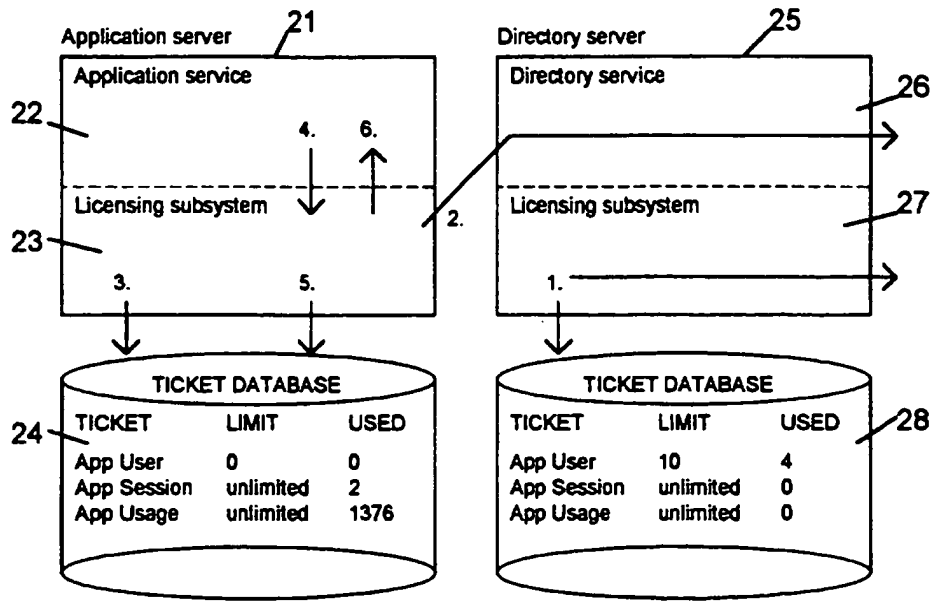 21
25
Application server
Directory server
Application service
Directory service
26
22
4.
6.
Licensing subsystem
2.
Licensing subsystem
27
23
3.
5.
1.
TICKET DATABASE
TICKET DATABASE
TICKET LIMIT USED
TICKET LIMIT USED
24
28
App User 0 0
App User 10 4
App Session unlimited 2
App Session unlimited 0
App Usage unlimited 1376
App Usage unlimited 0